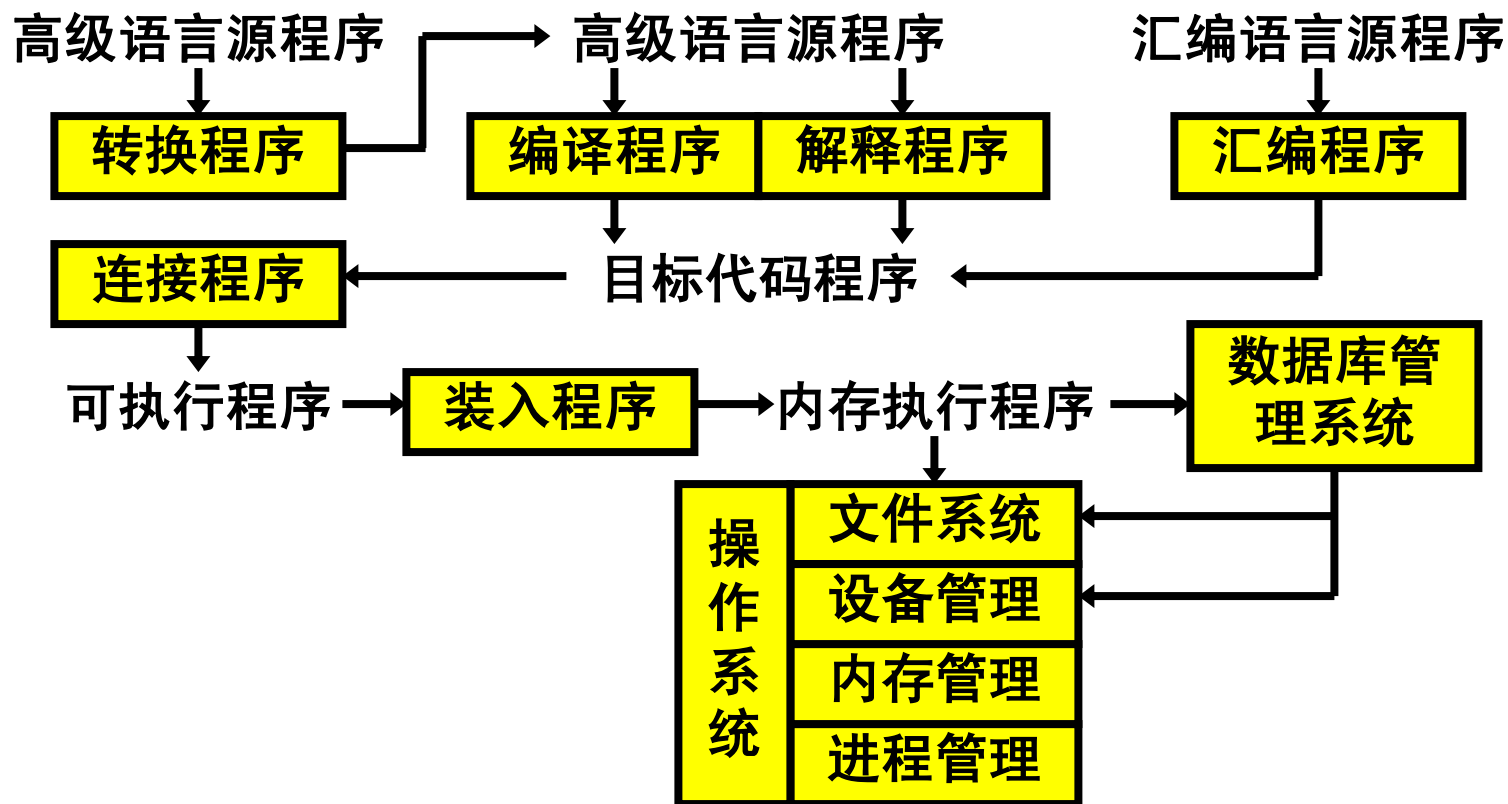 高级语言源程序
高级语言源程序
汇编语言源程序
转换程序
编译程序
解释程序
汇编程序
连接程序
目标代码程序
可执行程序
装入程序
内存执行程序
数据库管
理系统
操
作
系
统
文件系统
设备管理
内存管理
进程管理